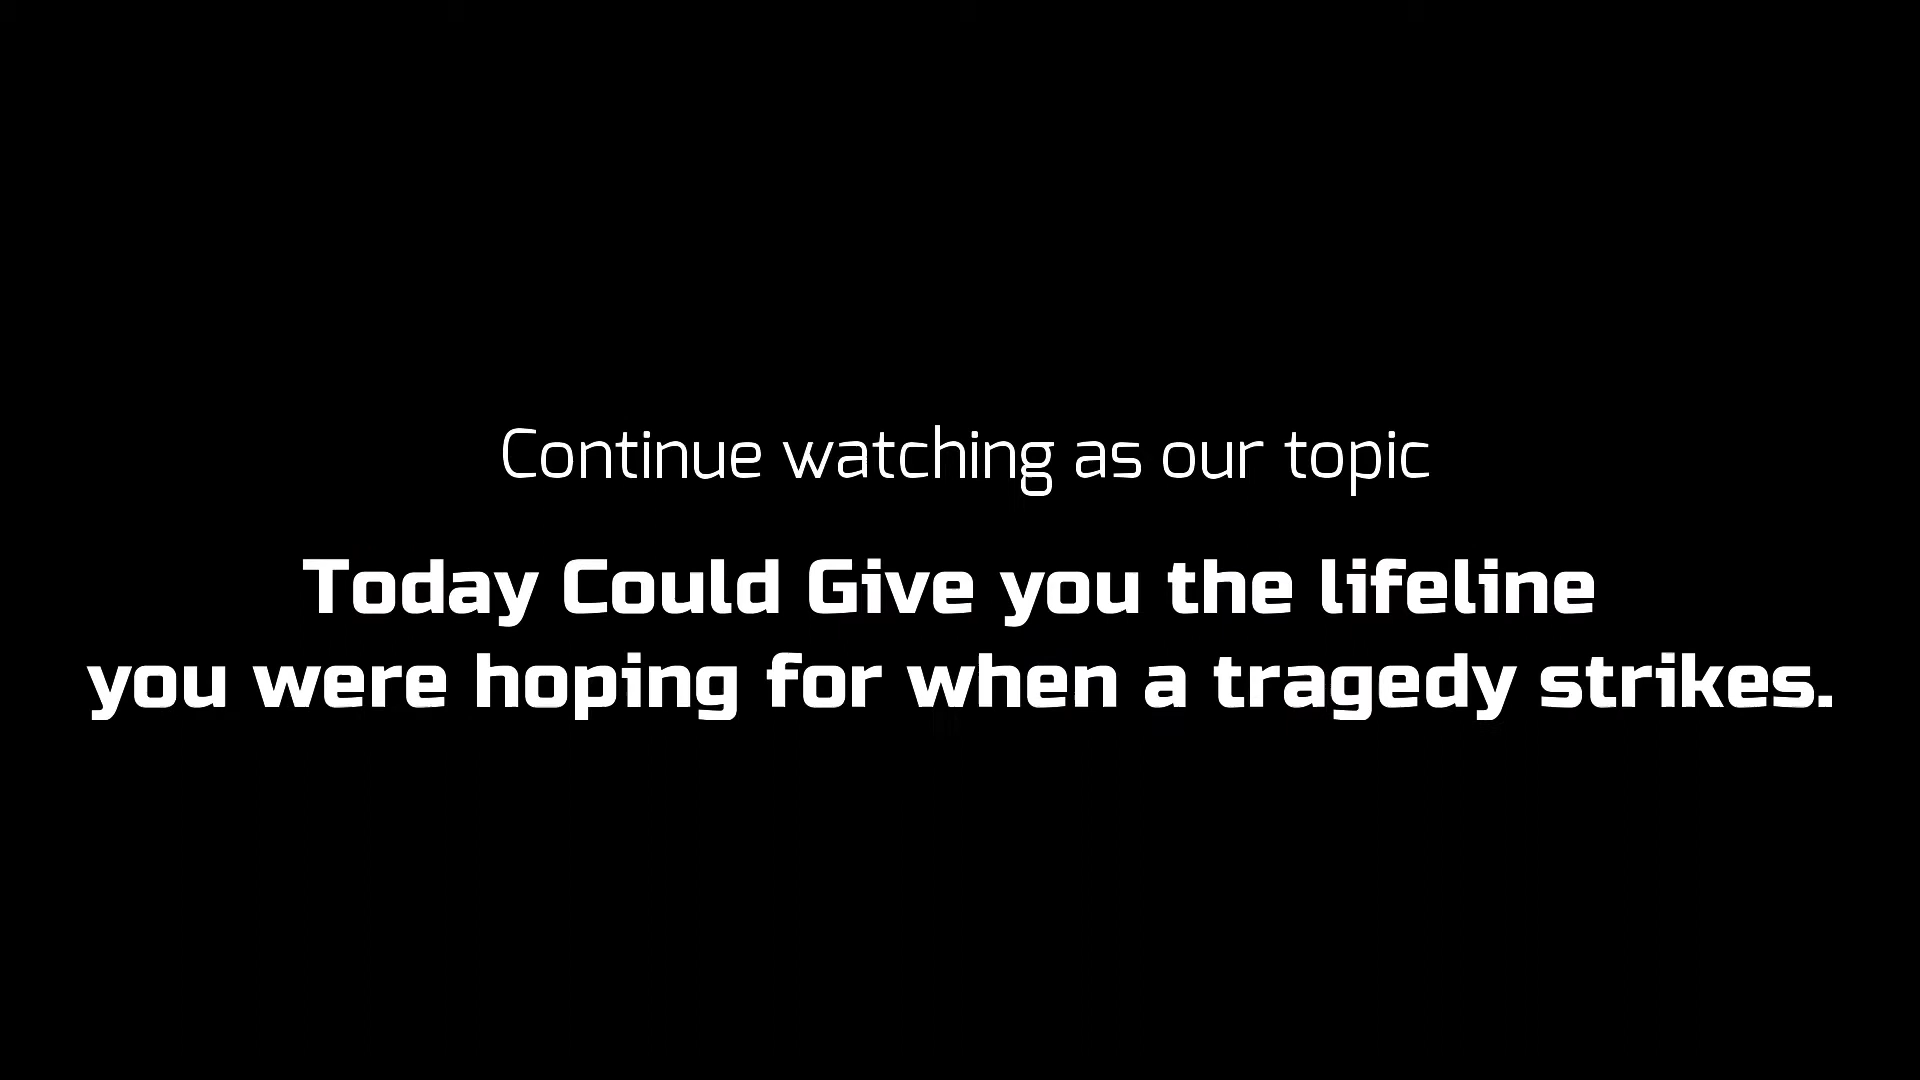 Continue watching as our topic
Today Could Give you the lifeline
you were hoping for when a tragedy strikes.